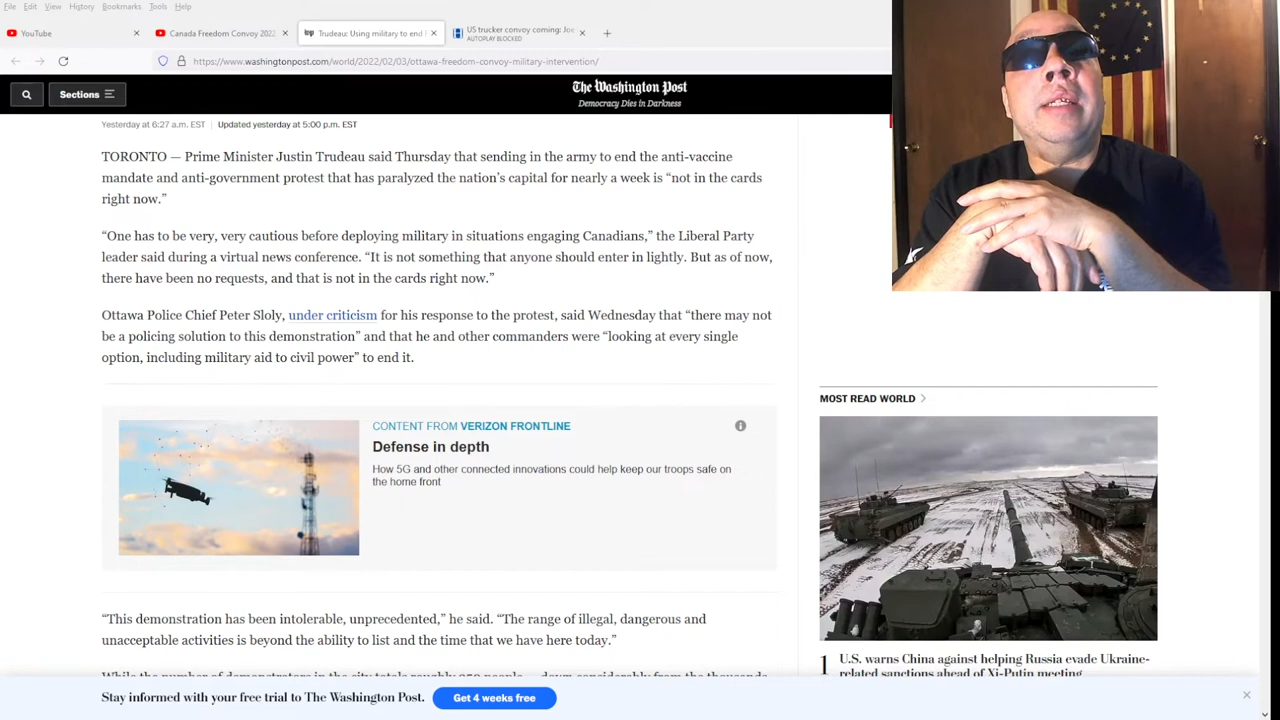 File Edit View History Bookmarks Tools Help
YouTube
Canada Freedom Convoy 2022
Trudeau: Using military to end
US trucker convoy coming: Joe
AUTOPLAY BLOCKED
https://www.washingtonpost.com/world/2022/02/03/ottawa-freedom-convoy-military-intervention/
Sections
The Washington Post
Democracy Dies in Darkness
Yesterday at 6:27 a.m. EST | Updated yesterday at 5:00 p.m. EST
TORONTO — Prime Minister Justin Trudeau said Thursday that sending in the army to end the anti-vaccine
mandate and anti-government protest that has paralyzed the nation’s capital for nearly a week is “not in the cards
right now.”
“One has to be very, very cautious before deploying military in situations engaging Canadians,” the Liberal Party
leader said during a virtual news conference. “It is not something that anyone should enter in lightly. But as of now,
there have been no requests, and that is not in the cards right now.”
Ottawa Police Chief Peter Sloly, under criticism for his response to the protest, said Wednesday that “there may not
be a policing solution to this demonstration” and that he and other commanders were “looking at every single
option, including military aid to civil power” to end it.
CONTENT FROM VERIZON FRONTLINE
Defense in depth
How 5G and other connected innovations could help keep our troops safe on
the home front
MOST READ WORLD
“This demonstration has been intolerable, unprecedented,” he said. “The range of illegal, dangerous and
unacceptable activities is beyond the ability to list and the time that we have here today.”
1 U.S. warns China against helping Russia evade Ukraine-
related sanctions ahead of Xi-Putin meeting
Stay informed with your free trial to The Washington Post.
Get 4 weeks free